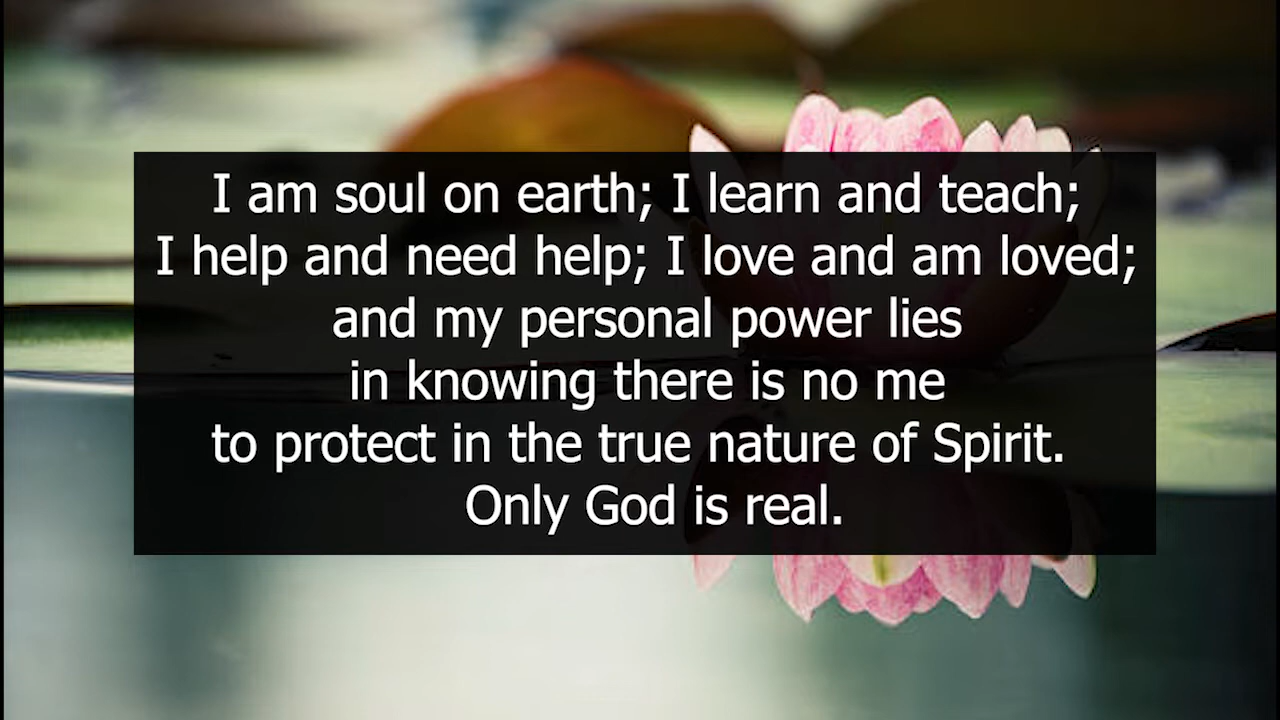 I am soul on earth; I learn and teach;
I help and need help; I love and am loved;
and my personal power lies
in knowing there is no me
to protect in the true nature of Spirit.
Only God is real.